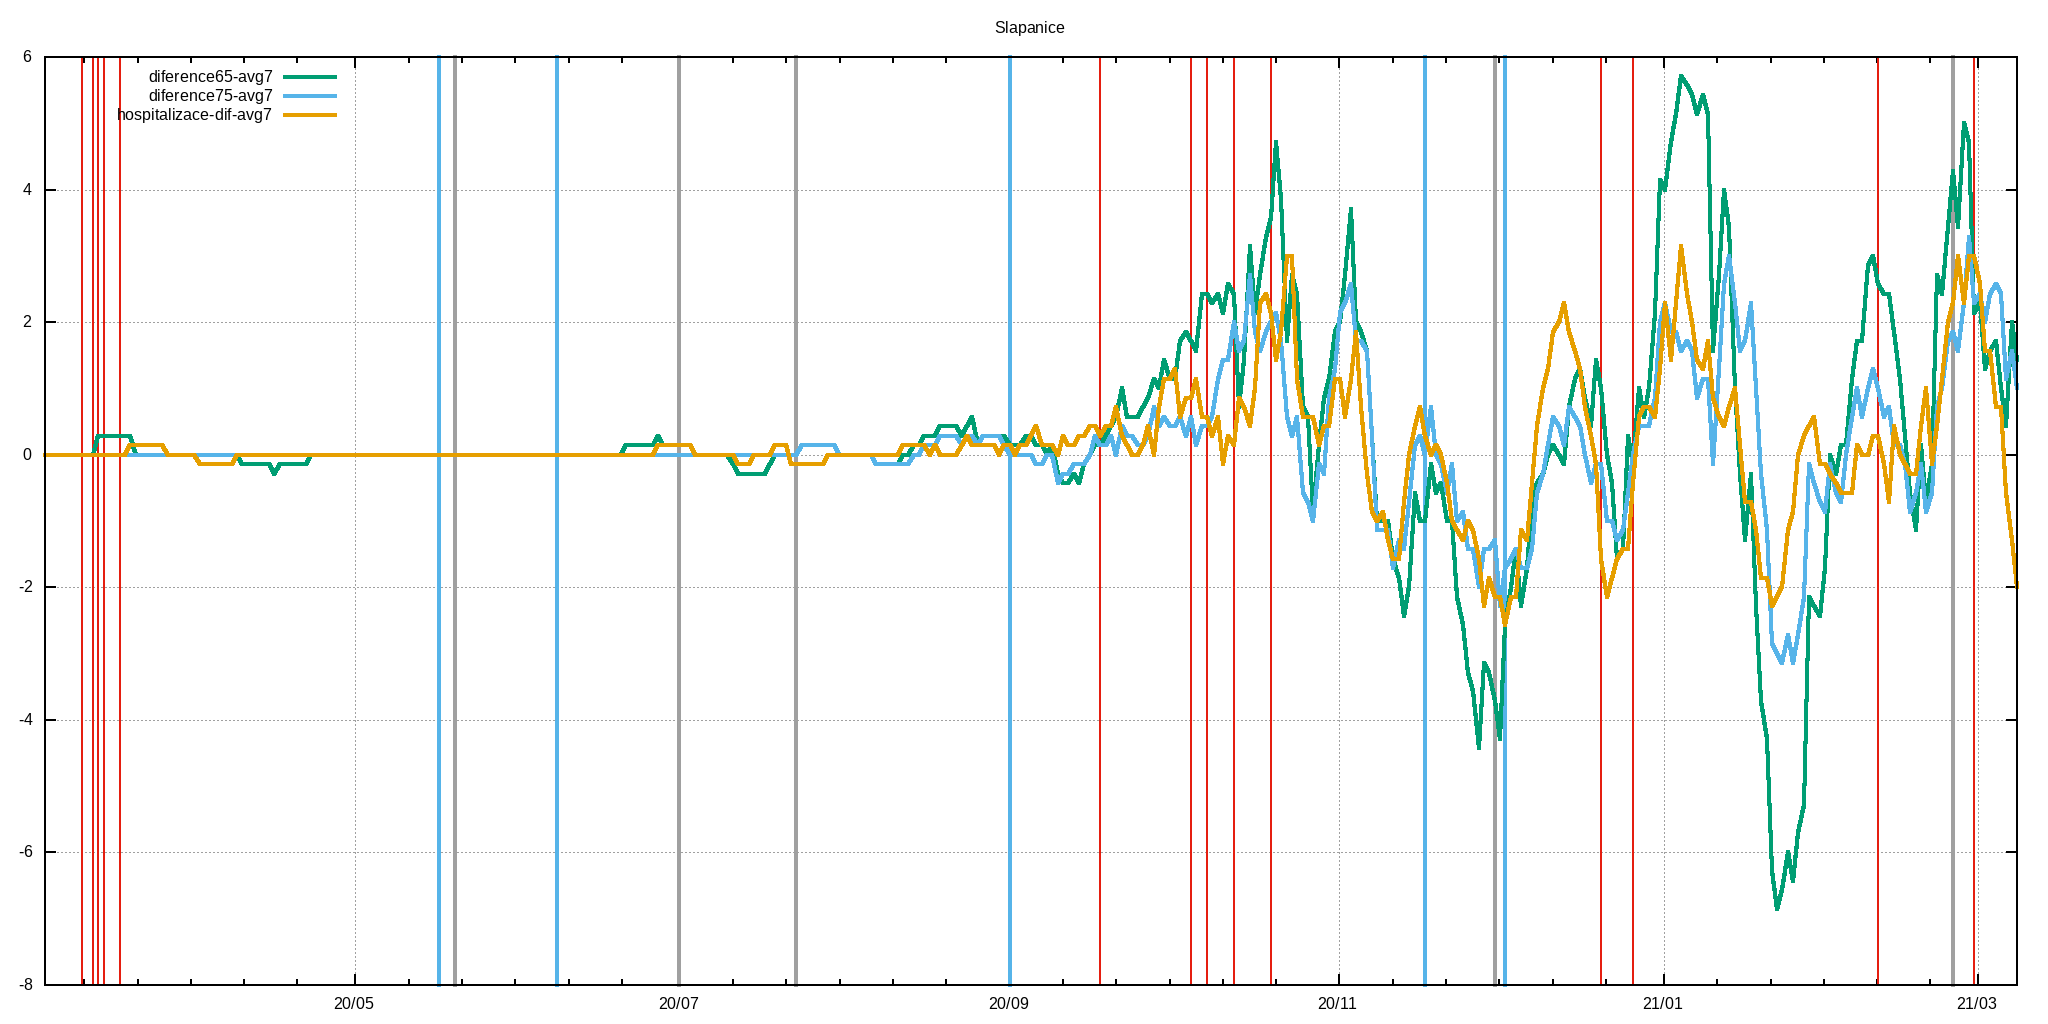 Slapanice
6
diference65-avg7
diference75-avg7
hospitalizace-dif-avg7
4
2
0
-2
-4
-6
-8
20/05 20/07 20/09 20/11 21/01 21/03